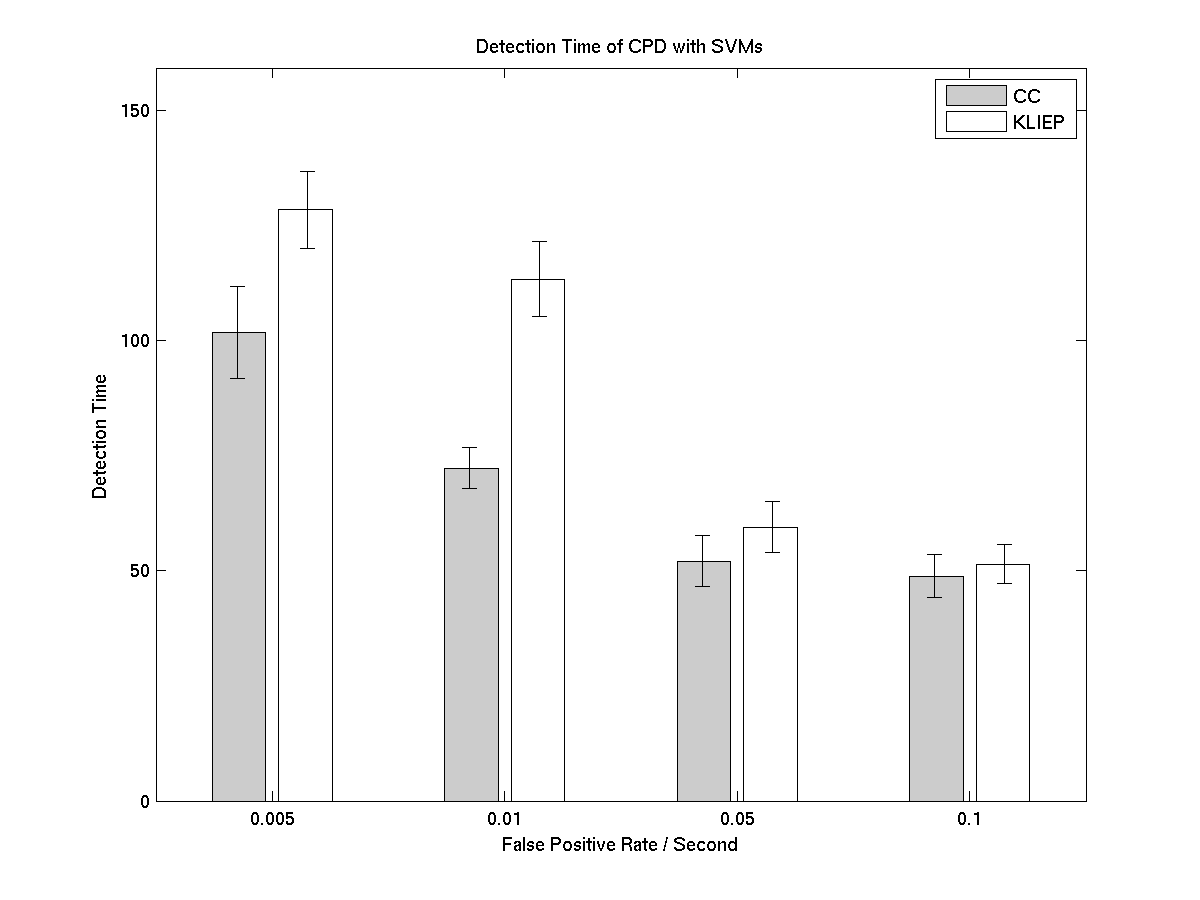 Detection Time of CPD with SVMs
CC
KLIEP
150
100
50
0
Detection Time
0.005
0.01
0.05
0.1
False Positive Rate / Second